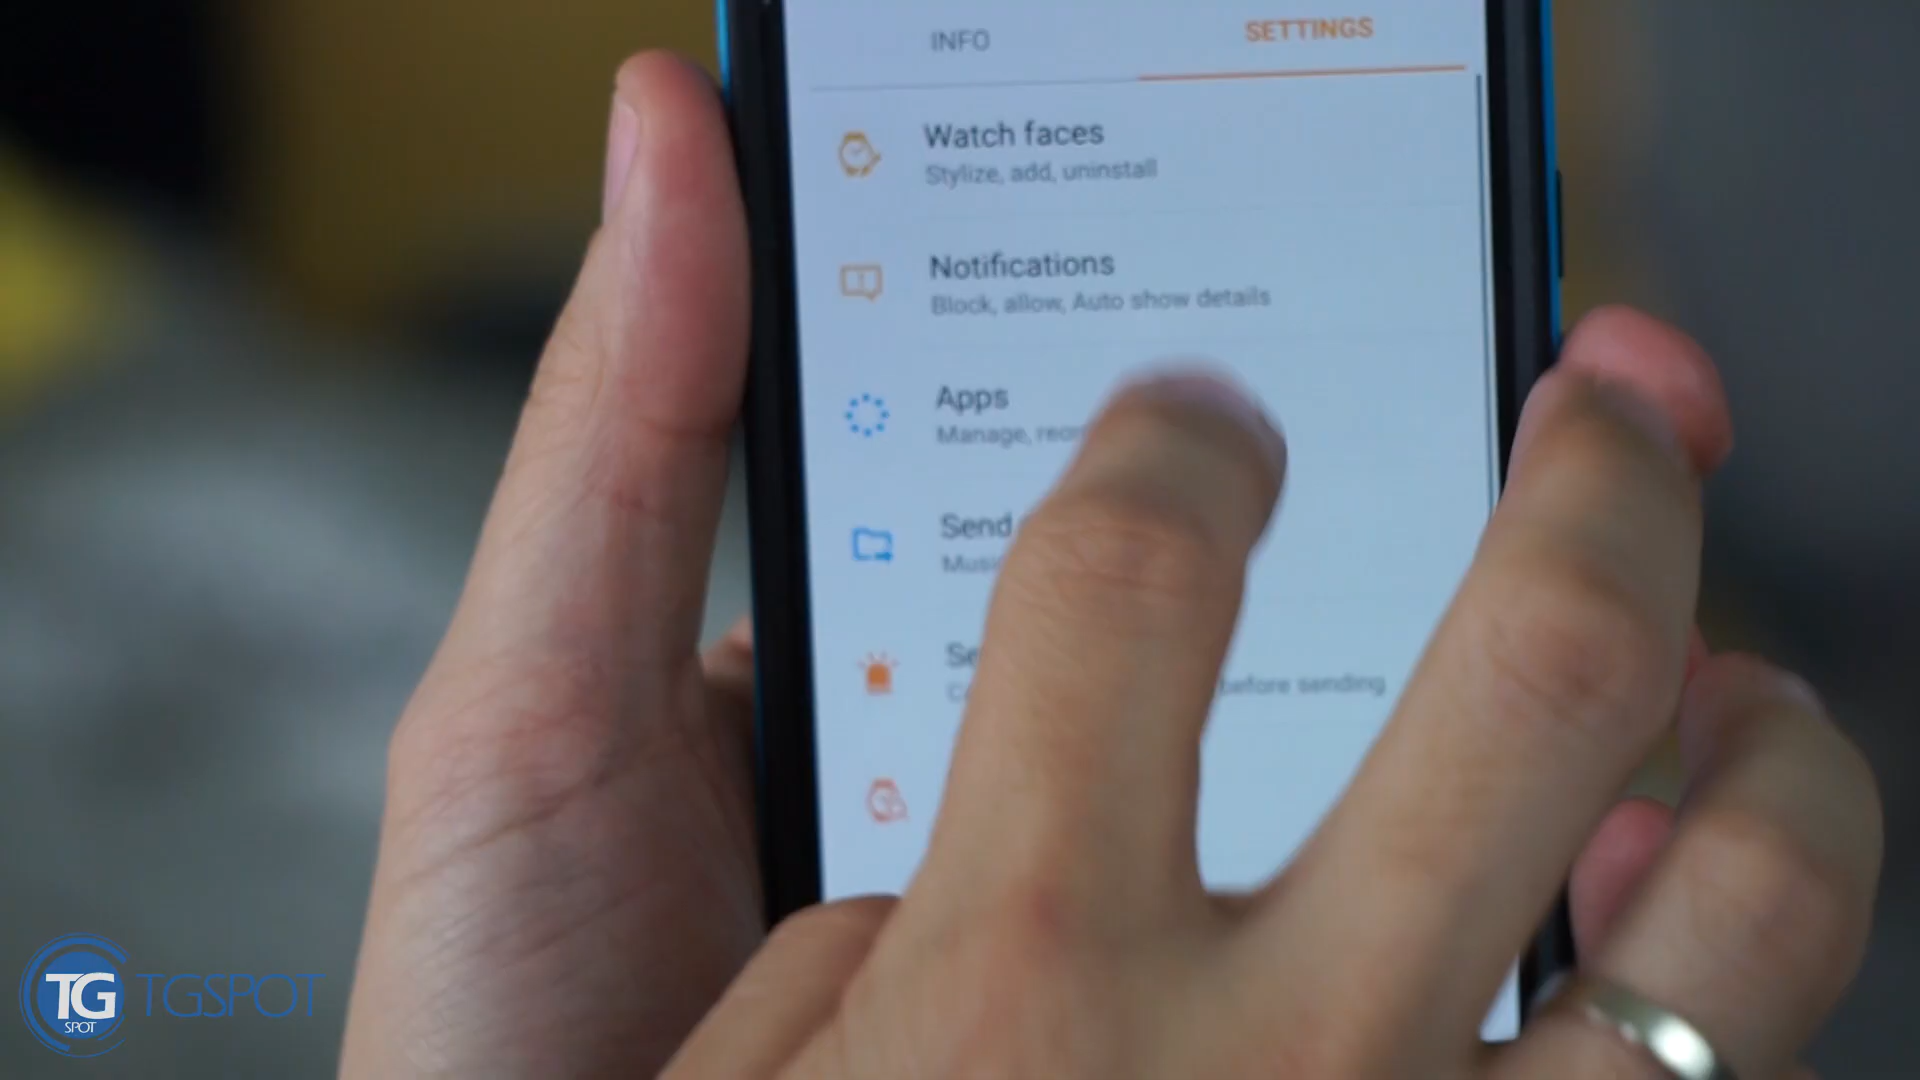 INFO
SETTINGS
Watch faces
Stylize, add, uninstall
Notifications
Block, allow, Auto show details
Apps
Manage,
Send
before sending
TG
SPOT
TGSPOT